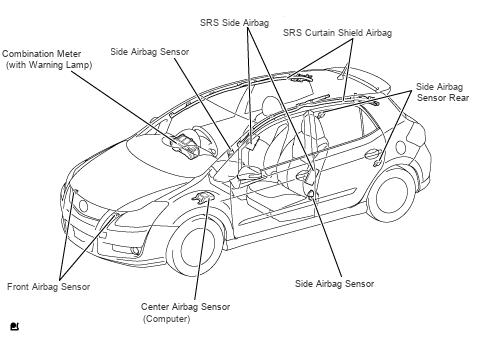 SRS Side Airbag
SRS Curtain Shield Airbag
Side Airbag Sensor
Combination Meter
(with Warning Lamp)
Side Airbag
Sensor Rear
Front Airbag Sensor
Side Airbag Sensor
Center Airbag Sensor
(Computer)